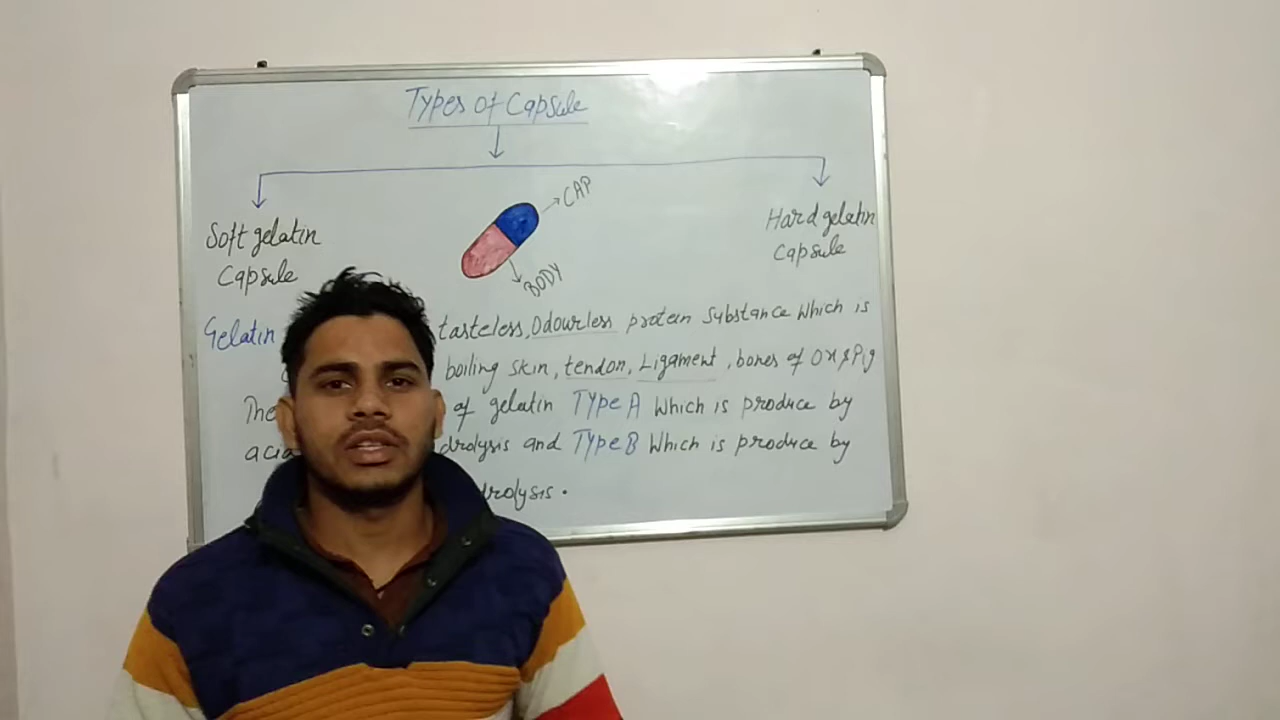 Types of Capsule
CAP
Soft gelatin
Capsule
Hard gelatin
Capsule
BODY
Gelatin tasteless, Odourless protein substance which is
boiling skin, tendon, Ligament, bones of Ox & Pig
The of gelatin Type A which is produce by
and Type B which is produce by